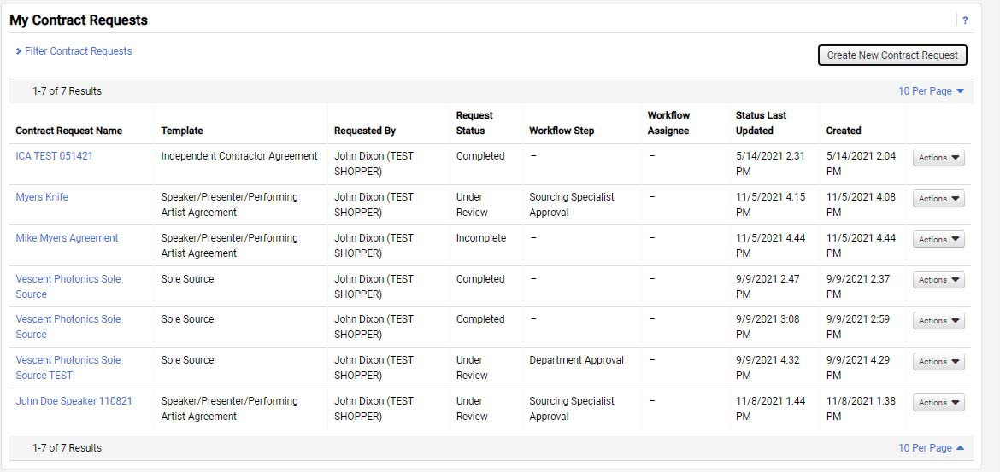 My Contract Requests
?
Filter Contract Requests
Create New Contract Request
1-7 of 7 Results
10 Per Page
Contract Request Name Template Requested By Request Status Workflow Step Workflow Assignee Status Last Updated Created
ICA TEST 051421 Independent Contractor Agreement John Dixon (TEST SHOPPER) Completed – – 5/14/2021 2:31 PM 5/14/2021 2:04 PM Actions
Myers Knife Speaker/Presenter/Performing Artist Agreement John Dixon (TEST SHOPPER) Under Review Sourcing Specialist Approval – 11/5/2021 4:15 PM 11/5/2021 4:08 PM Actions
Mike Myers Agreement Speaker/Presenter/Performing Artist Agreement John Dixon (TEST SHOPPER) Incomplete – – 11/5/2021 4:44 PM 11/5/2021 4:44 PM Actions
Vescent Photonics Sole Source Sole Source John Dixon (TEST SHOPPER) Completed – – 9/9/2021 2:47 PM 9/9/2021 2:37 PM Actions
Vescent Photonics Sole Source Sole Source John Dixon (TEST SHOPPER) Completed – – 9/9/2021 3:08 PM 9/9/2021 2:59 PM Actions
Vescent Photonics Sole Source TEST Sole Source John Dixon (TEST SHOPPER) Under Review Department Approval – 9/9/2021 4:32 PM 9/9/2021 4:29 PM Actions
John Doe Speaker 110821 Speaker/Presenter/Performing Artist Agreement John Dixon (TEST SHOPPER) Under Review Sourcing Specialist Approval – 11/8/2021 1:44 PM 11/8/2021 1:38 PM Actions
1-7 of 7 Results
10 Per Page